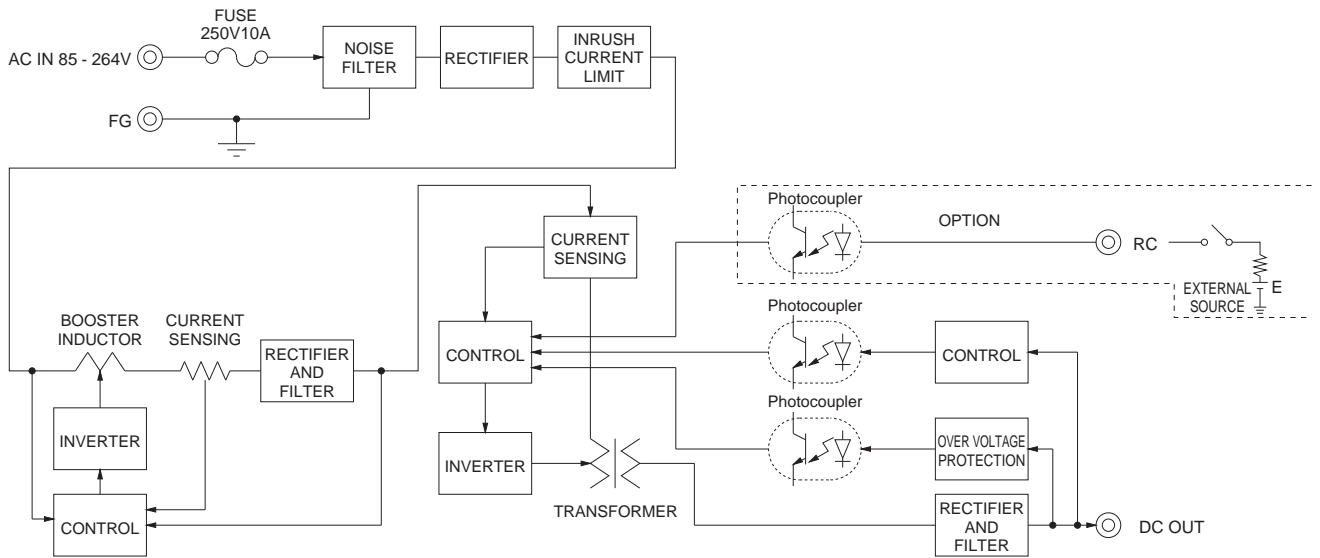 FUSE
250V10A
AC IN 85 - 264V
NOISE
FILTER
RECTIFIER
INRUSH
CURRENT
LIMIT
FG
Photocoupler
OPTION
RC
EXTERNAL
SOURCE
E
CURRENT
SENSING
BOOSTER
INDUCTOR
CURRENT
SENSING
RECTIFIER
AND
FILTER
CONTROL
Photocoupler
CONTROL
INVERTER
INVERTER
Photocoupler
OVER VOLTAGE
PROTECTION
CONTROL
TRANSFORMER
RECTIFIER
AND
FILTER
DC OUT